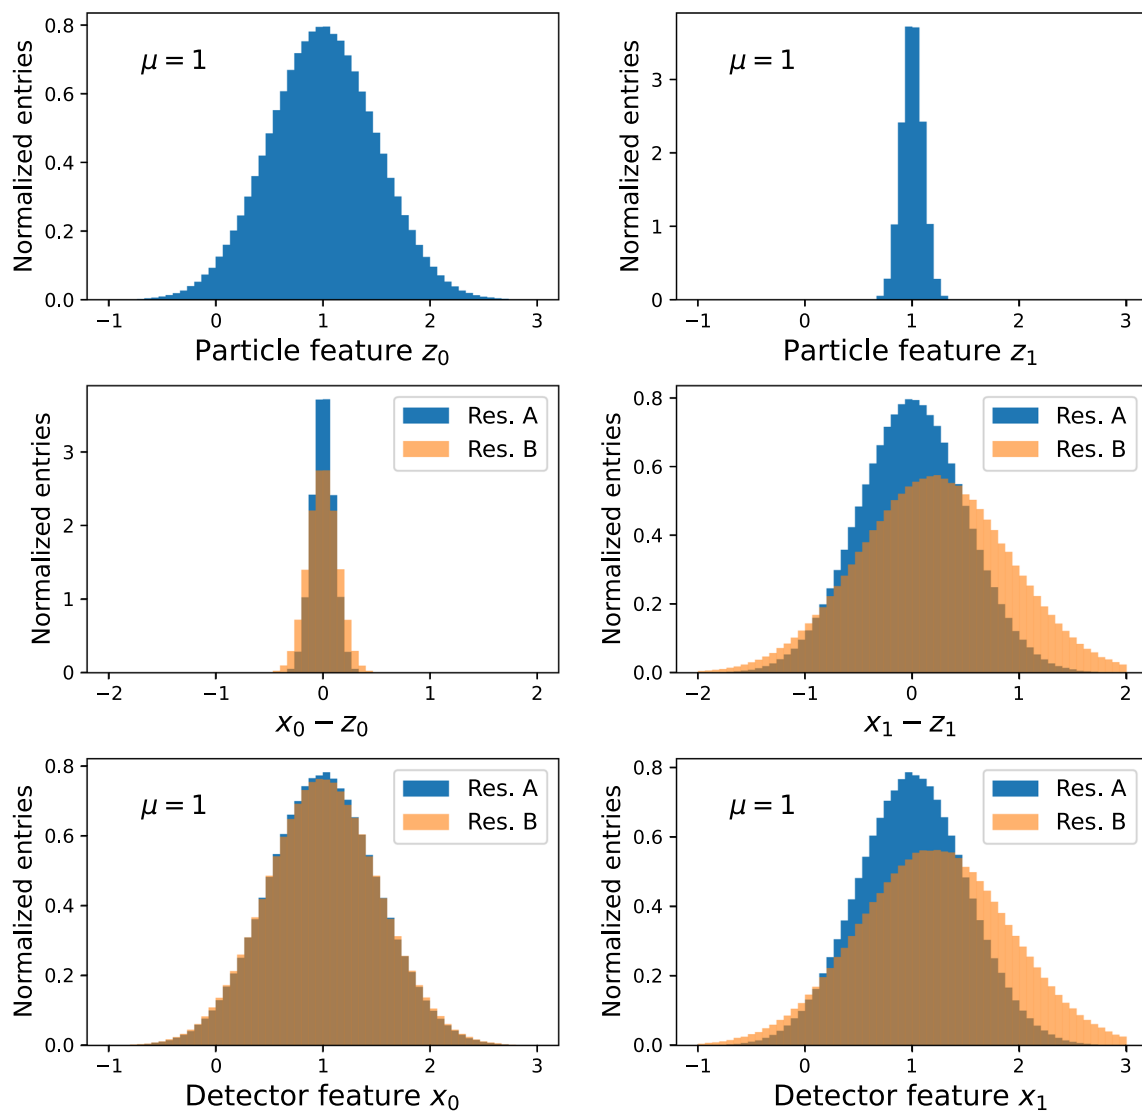 Normalized entries
0.8
0.6
0.4
0.2
0.0
μ = 1
−1 0 1 2 3
Particle feature z₀
Normalized entries
3
2
1
0
μ = 1
−1 0 1 2 3
Particle feature z₁
Normalized entries
3
2
1
0
Res. A
Res. B
−2 −1 0 1 2
x₀ − z₀
Normalized entries
0.8
0.6
0.4
0.2
0.0
Res. A
Res. B
−2 −1 0 1 2
x₁ − z₁
Normalized entries
0.8
0.6
0.4
0.2
0.0
μ = 1
Res. A
Res. B
−1 0 1 2 3
Detector feature x₀
Normalized entries
0.8
0.6
0.4
0.2
0.0
μ = 1
Res. A
Res. B
−1 0 1 2 3
Detector feature x₁